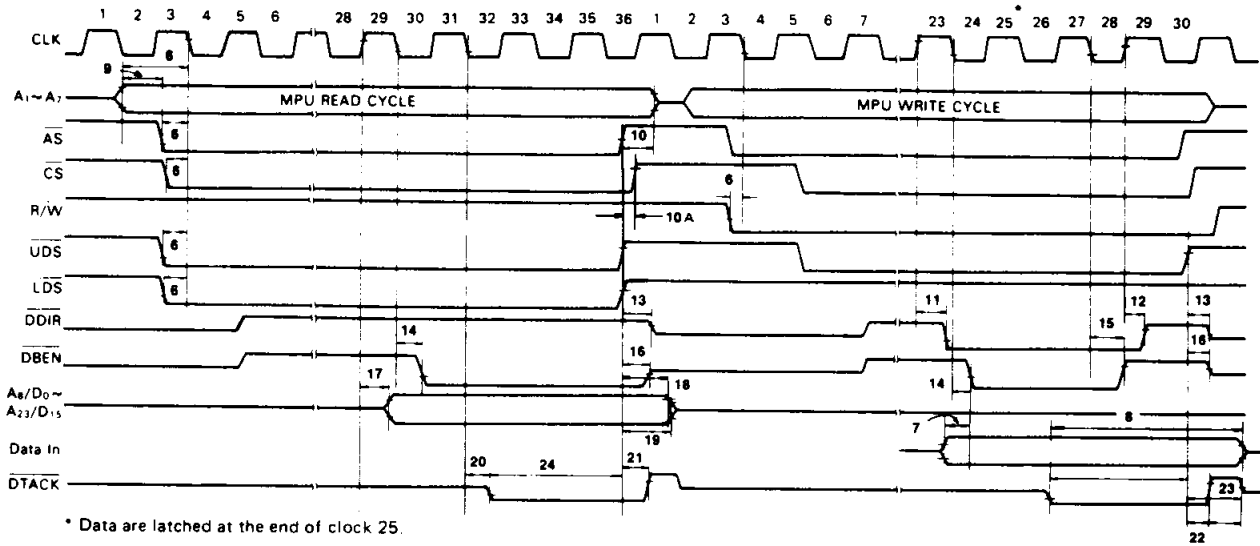 1 2 3 4 5 6 28 29 30 31 32 33 34 35 36 1 2 3 4 5 6 7 23 24 25* 26 27 28 29 30
CLK
6
9
A1~A7 MPU READ CYCLE MPU WRITE CYCLE
AS 6 10
CS 6 6
R/W 10A
UDS 6
LDS 6
DDIR 13 11 12 13
DBEN 14 15
16 16
17 18 14
A8/D0~
A23/D15
19 7 8
Data In
20 24 21
DTACK 23
22
* Data are latched at the end of clock 25.